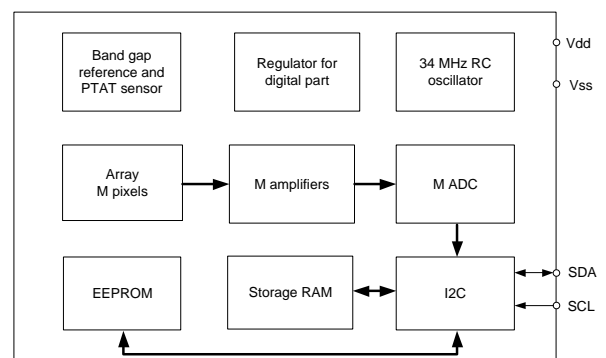 Band gap
reference and
PTAT sensor
Regulator for
digital part
34 MHz RC
oscillator
Vdd
Vss
Array
M pixels
M amplifiers
M ADC
EEPROM
Storage RAM
I2C
SDA
SCL